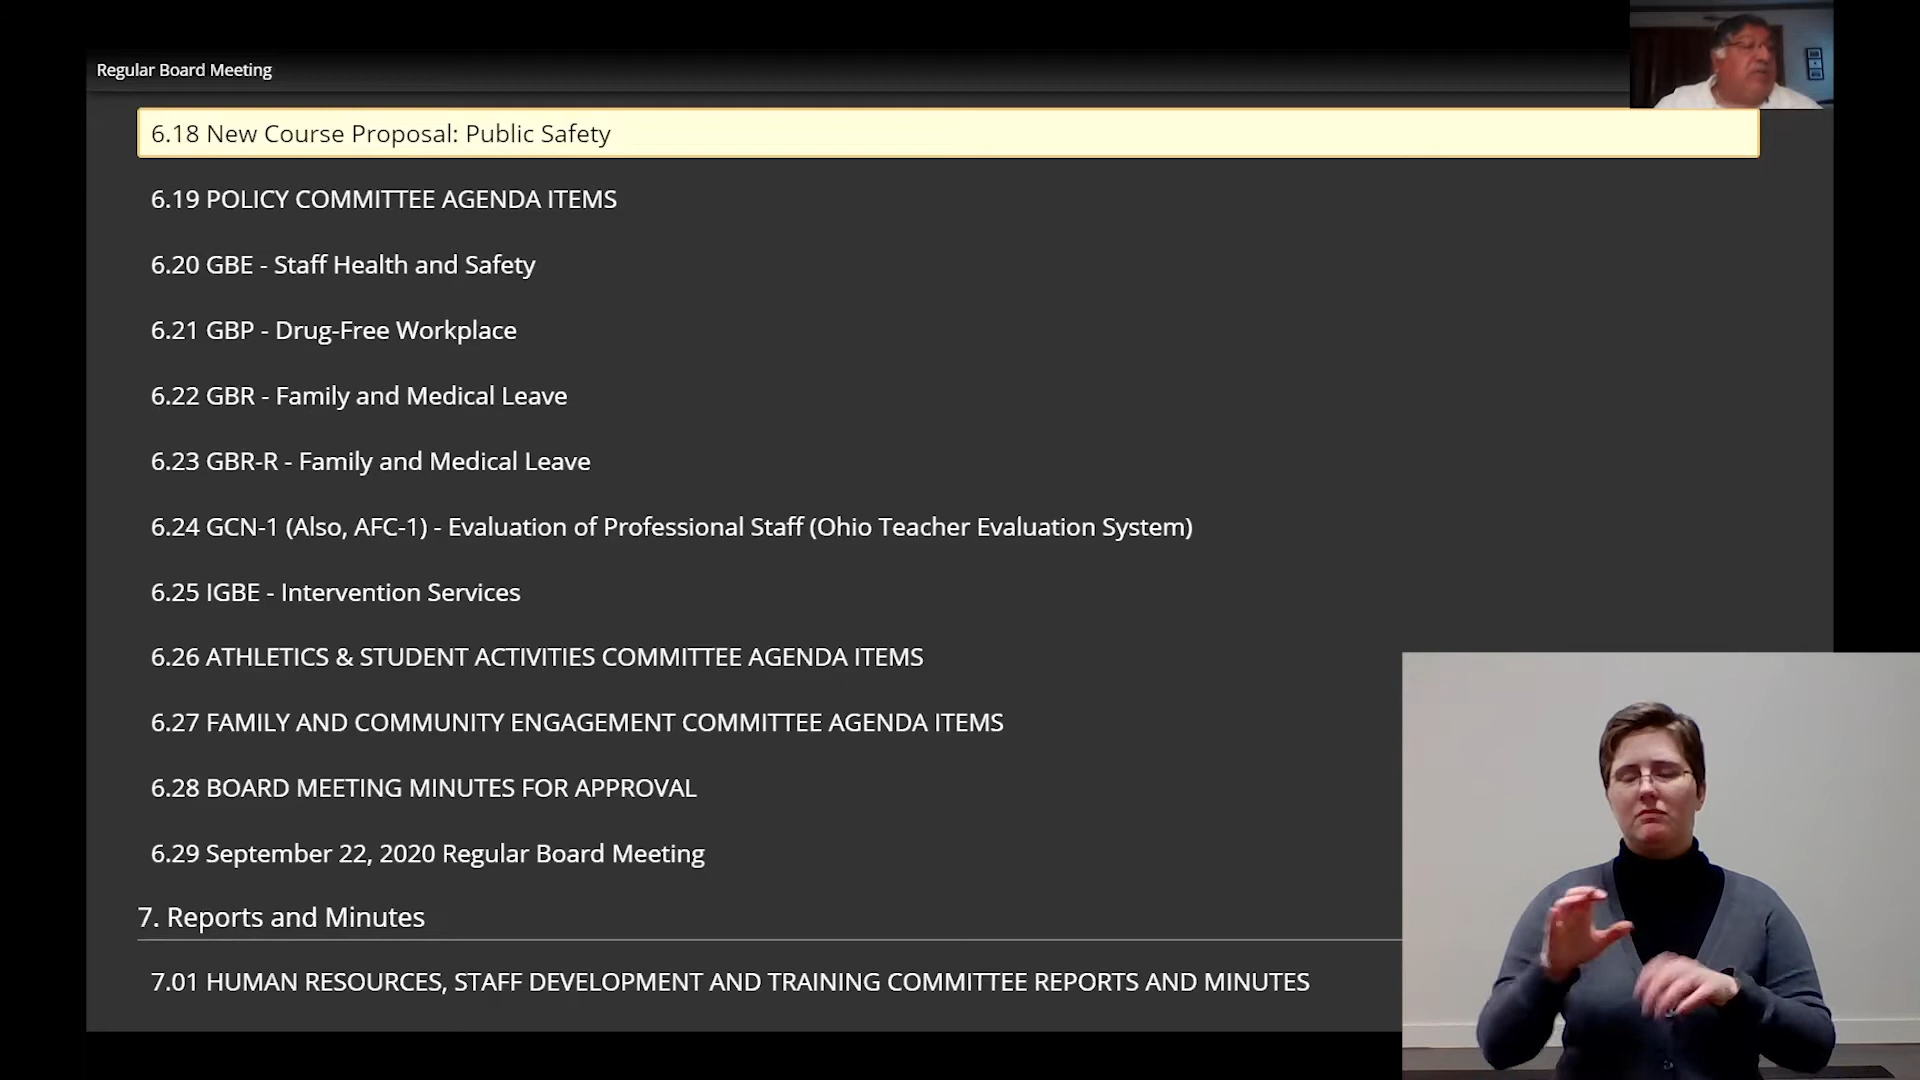 Regular Board Meeting
6.18 New Course Proposal: Public Safety
6.19 POLICY COMMITTEE AGENDA ITEMS
6.20 GBE - Staff Health and Safety
6.21 GBP - Drug-Free Workplace
6.22 GBR - Family and Medical Leave
6.23 GBR-R - Family and Medical Leave
6.24 GCN-1 (Also, AFC-1) - Evaluation of Professional Staff (Ohio Teacher Evaluation System)
6.25 IGBE - Intervention Services
6.26 ATHLETICS & STUDENT ACTIVITIES COMMITTEE AGENDA ITEMS
6.27 FAMILY AND COMMUNITY ENGAGEMENT COMMITTEE AGENDA ITEMS
6.28 BOARD MEETING MINUTES FOR APPROVAL
6.29 September 22, 2020 Regular Board Meeting
7. Reports and Minutes
7.01 HUMAN RESOURCES, STAFF DEVELOPMENT AND TRAINING COMMITTEE REPORTS AND MINUTES